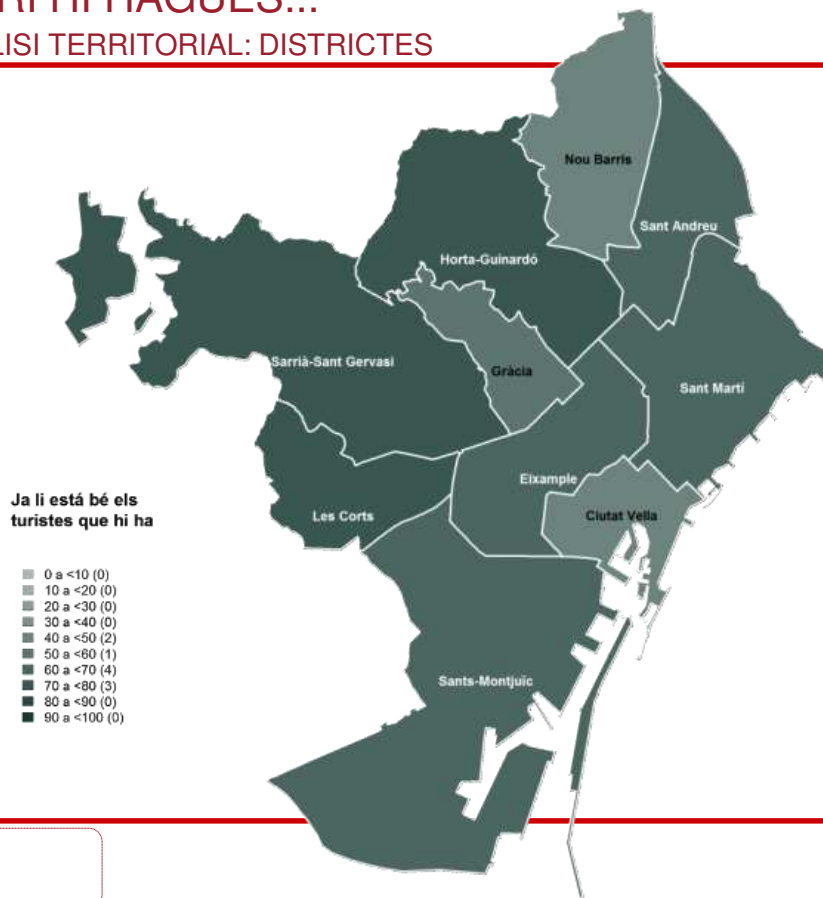 DISTRICTES
TERRITORIAL:
Nou Barris
Sant Andreu
Horta-Guinardó
Sarrià-Sant Gervasi
Gràcia
Sant Martí
Eixample
Les Corts
Ciutat Vella
Sants-Montjuïc
Ja li está bé els
turistes que hi ha
0 a <10 (0)
10 a <20 (0)
20 a <30 (0)
30 a <40 (0)
40 a <50 (2)
50 a <60 (1)
60 a <70 (4)
70 a <80 (3)
80 a <90 (0)
90 a <100 (0)